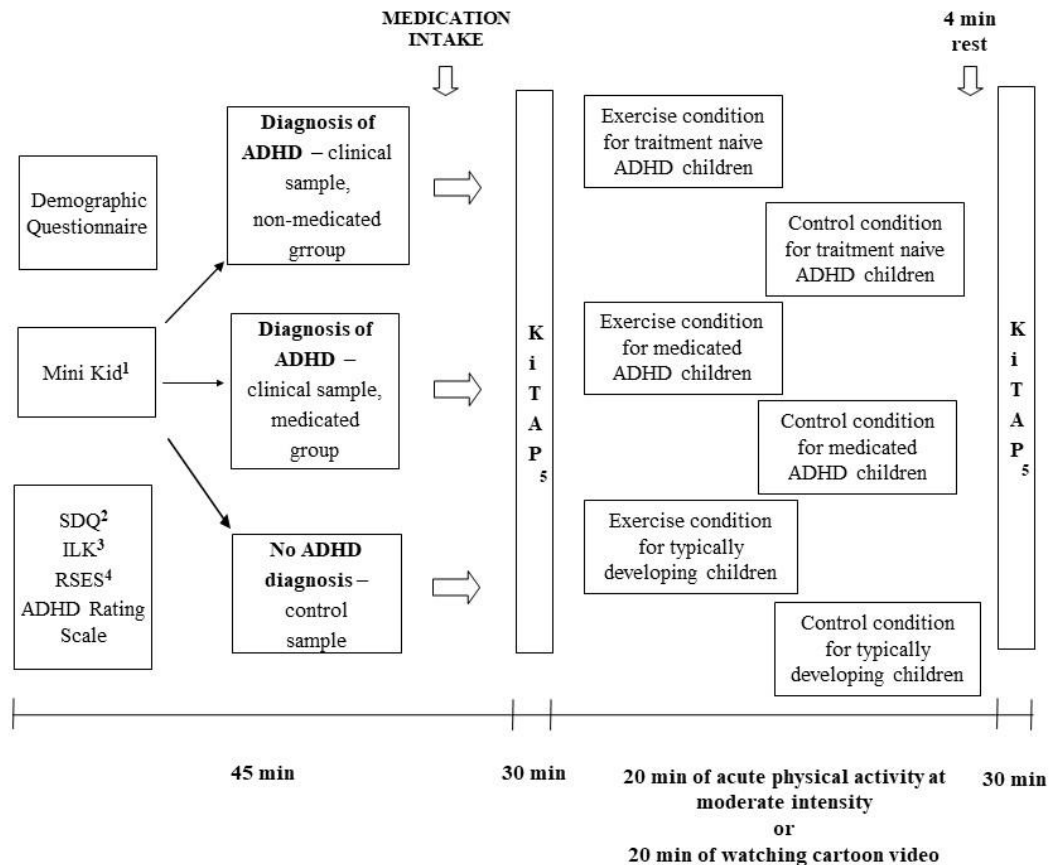 MEDICATION
INTAKE
4 min
rest
Demographic
Questionnaire
Mini Kid¹
SDQ²
ILK³
RSES⁴
ADHD Rating
Scale
Diagnosis of
ADHD – clinical
sample,
non-medicated
grroup
Diagnosis of
ADHD –
clinical sample,
medicated
group
No ADHD
diagnosis –
control
sample
K
i
T
A
P
5
Exercise condition
for traitment naive
ADHD children
Control condition
for traitment naive
ADHD children
Exercise condition
for medicated
ADHD children
Control condition
for medicated
ADHD children
Exercise condition
for typically
developing children
Control condition
for typically
developing children
K
i
T
A
P
5
45 min
30 min
20 min of acute physical activity at
moderate intensity
or
20 min of watching cartoon video
30 min